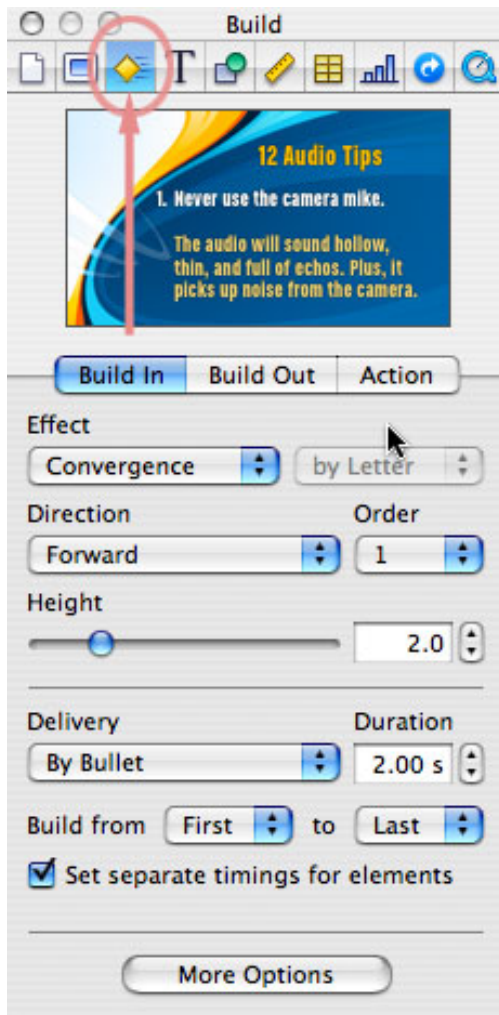 Build
T
12 Audio Tips
1. Never use the camera mike.
The audio will sound hollow,
thin, and full of echos. Plus, it
picks up noise from the camera.
Build In Build Out Action
Effect
Convergence by Letter
Direction Order
Forward 1
Height
2.0
Delivery Duration
By Bullet 2.00 s
Build from First to Last
Set separate timings for elements
More Options